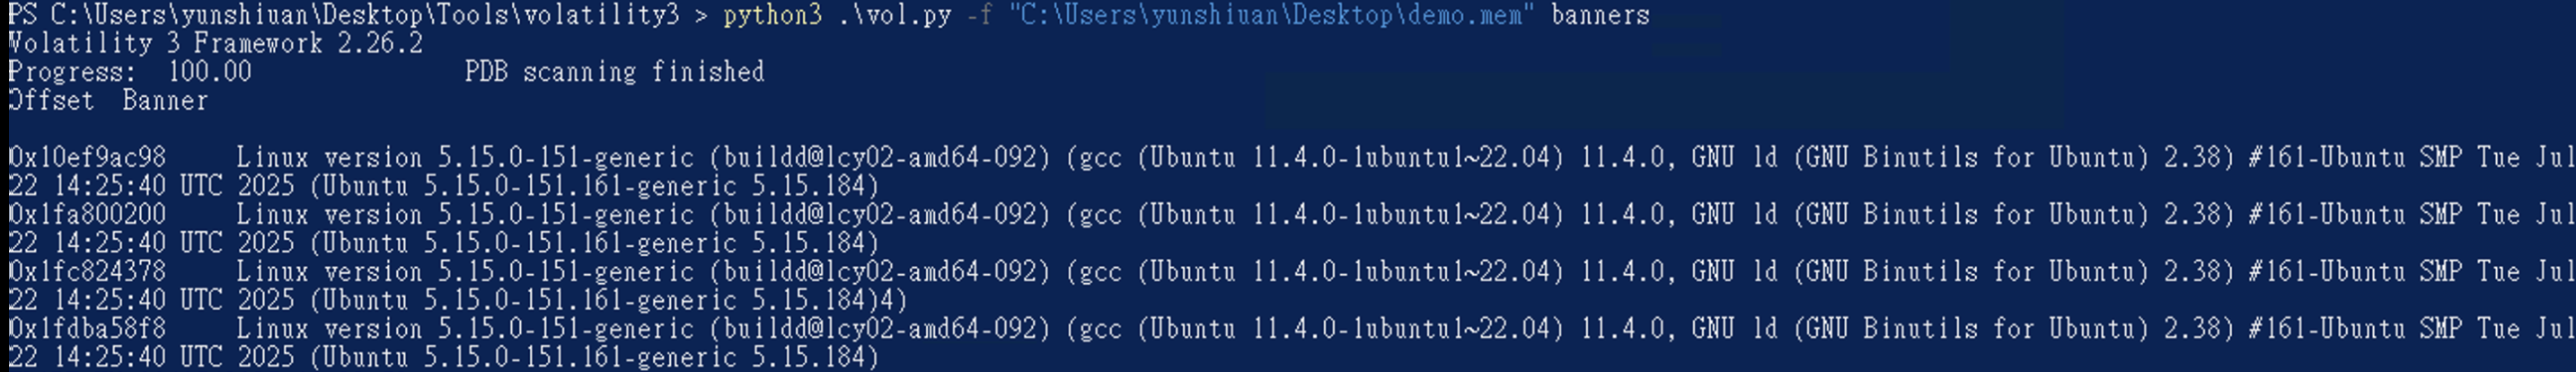 PS C:\Users\yunshiuan\Desktop\Tools\volatility3 > python3 .\vol.py -f "C:\Users\yunshiuan\Desktop\demo.mem" banners
Volatility 3 Framework 2.26.2
Progress:  100.00               PDB scanning finished
Offset  Banner
0x10ef9ac98     Linux version 5.15.0-151-generic (buildd@lcy02-amd64-092) (gcc (Ubuntu 11.4.0-1ubuntu1~22.04) 11.4.0, GNU ld (GNU Binutils for Ubuntu) 2.38) #161-Ubuntu SMP Tue Jul
22 14:25:40 UTC 2025 (Ubuntu 5.15.0-151.161-generic 5.15.184)
0x1fa800200     Linux version 5.15.0-151-generic (buildd@lcy02-amd64-092) (gcc (Ubuntu 11.4.0-1ubuntu1~22.04) 11.4.0, GNU ld (GNU Binutils for Ubuntu) 2.38) #161-Ubuntu SMP Tue Jul
22 14:25:40 UTC 2025 (Ubuntu 5.15.0-151.161-generic 5.15.184)
0x1fc824378     Linux version 5.15.0-151-generic (buildd@lcy02-amd64-092) (gcc (Ubuntu 11.4.0-1ubuntu1~22.04) 11.4.0, GNU ld (GNU Binutils for Ubuntu) 2.38) #161-Ubuntu SMP Tue Jul
22 14:25:40 UTC 2025 (Ubuntu 5.15.0-151.161-generic 5.15.184)4)
0x1fdba58f8     Linux version 5.15.0-151-generic (buildd@lcy02-amd64-092) (gcc (Ubuntu 11.4.0-1ubuntu1~22.04) 11.4.0, GNU ld (GNU Binutils for Ubuntu) 2.38) #161-Ubuntu SMP Tue Jul
22 14:25:40 UTC 2025 (Ubuntu 5.15.0-151.161-generic 5.15.184)